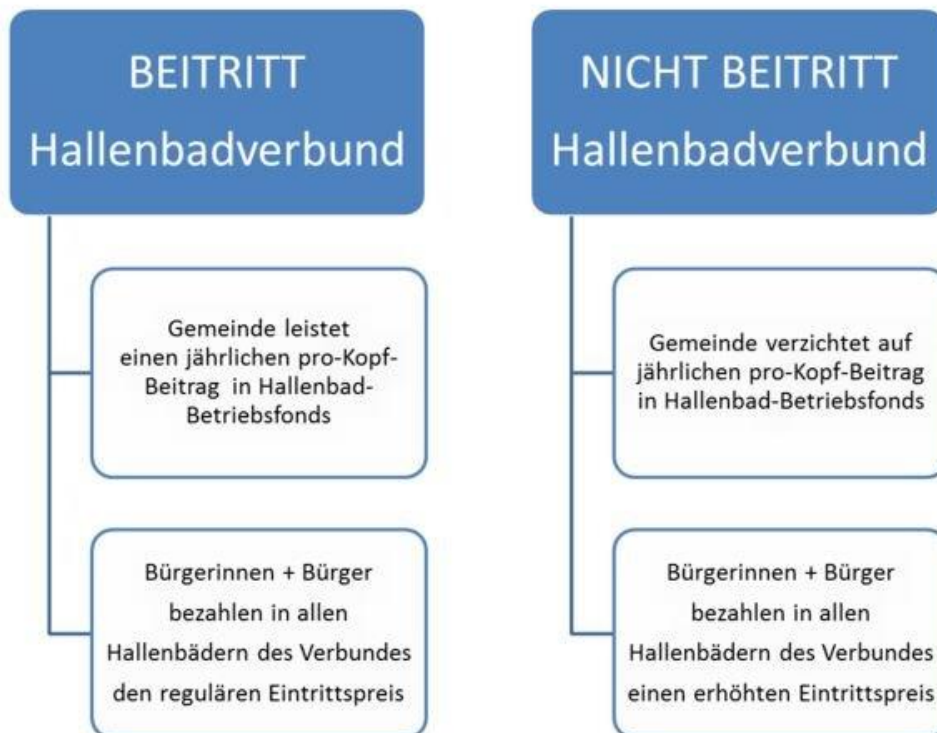 BEITRITT
Hallenbadverbund
Gemeinde leistet
einen jährlichen pro-Kopf-
Beitrag in Hallenbad-
Betriebsfonds
Bürgerinnen + Bürger
bezahlen in allen
Hallenbädern des Verbundes
den regulären Eintrittspreis
NICHT BEITRITT
Hallenbadverbund
Gemeinde verzichtet auf
jährlichen pro-Kopf-Beitrag
in Hallenbad-Betriebsfonds
Bürgerinnen + Bürger
bezahlen in allen
Hallenbädern des Verbundes
einen erhöhten Eintrittspreis